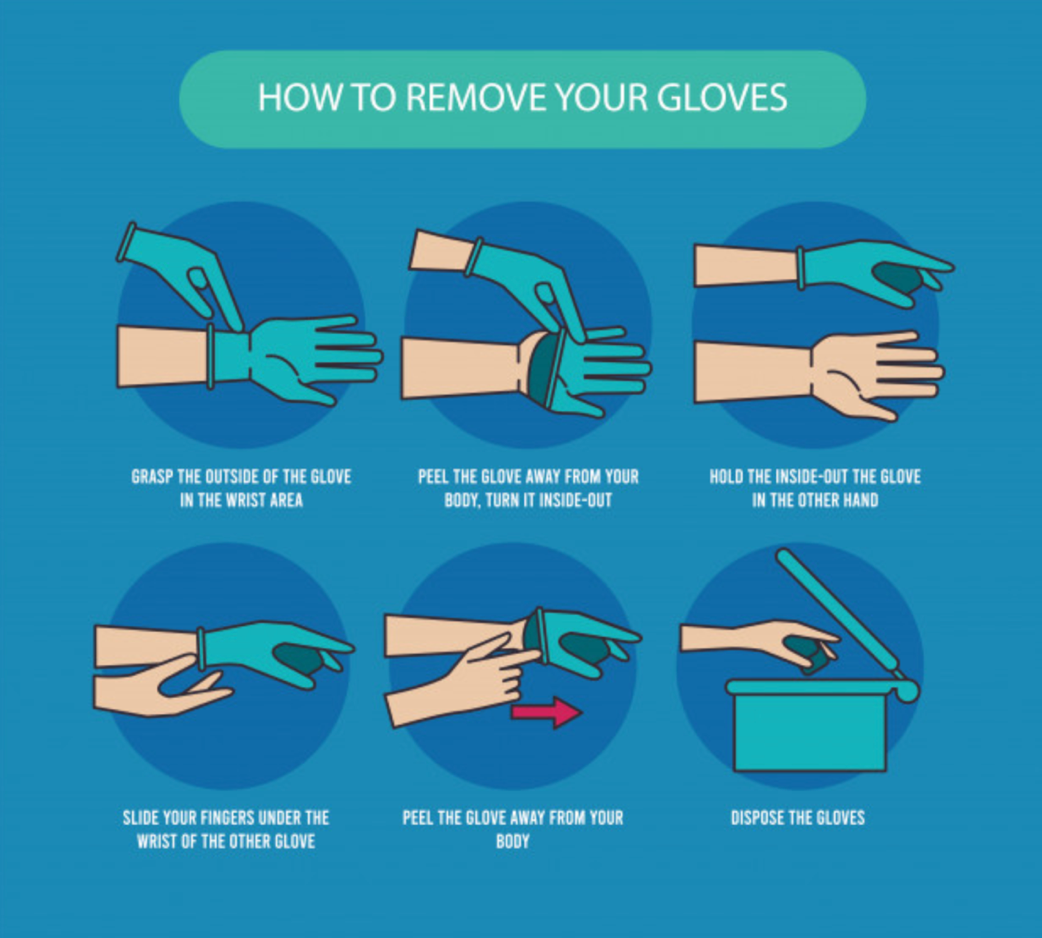 HOW TO REMOVE YOUR GLOVES
GRASP THE OUTSIDE OF THE GLOVE
IN THE WRIST AREA
PEEL THE GLOVE AWAY FROM YOUR
BODY, TURN IT INSIDE-OUT
HOLD THE INSIDE-OUT THE GLOVE
IN THE OTHER HAND
SLIDE YOUR FINGERS UNDER THE
WRIST OF THE OTHER GLOVE
PEEL THE GLOVE AWAY FROM YOUR
BODY
DISPOSE THE GLOVES